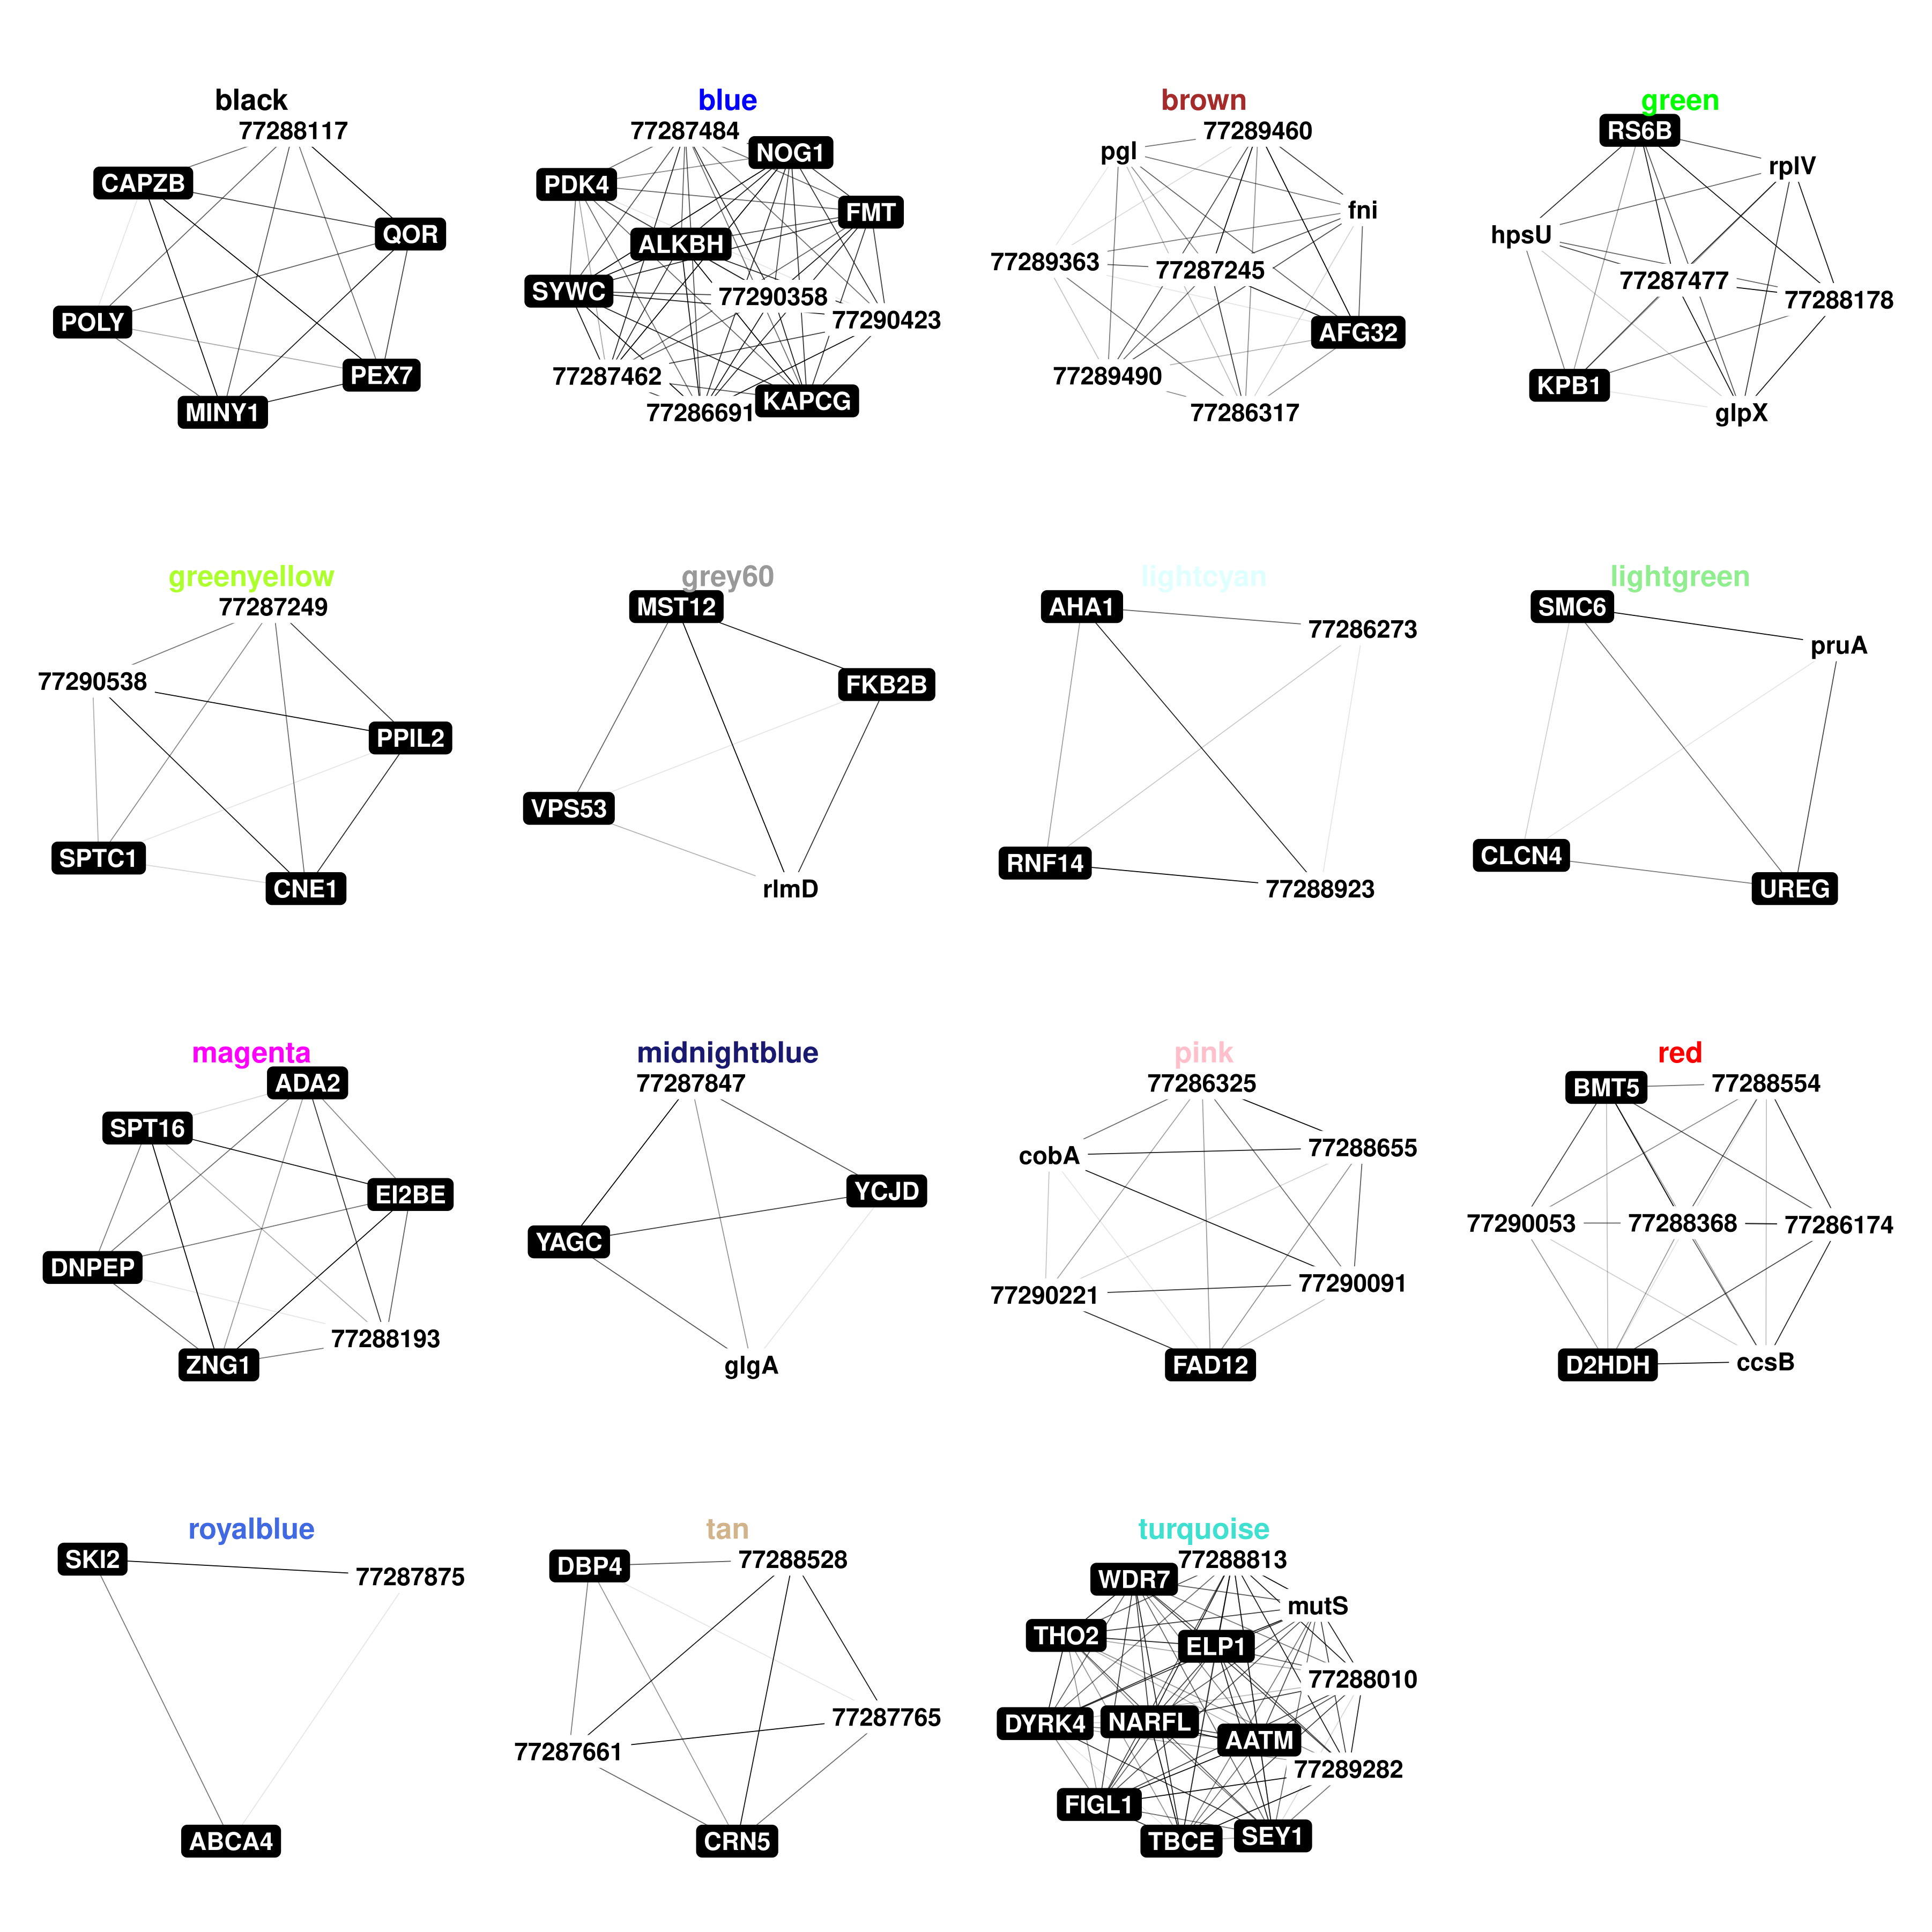 black
77288117
CAPZB
QOR
POLY
PEX7
MINY1
blue
77287484
NOG1
PDK4
FMT
ALKBH
SYWC
77290358
77290423
77287462
77286691
KAPCG
brown
77289460
pgl
fni
77289363
77287245
AFG32
77289490
77286317
green
RS6B
rplV
hpsU
77287477
77288178
KPB1
glpX
greenyellow
77287249
77290538
PPIL2
SPTC1
CNE1
grey60
MST12
FKB2B
VPS53
rlmD
lightcyan
AHA1
77286273
RNF14
77288923
lightgreen
SMC6
pruA
CLCN4
UREG
magenta
ADA2
SPT16
EI2BE
DNPEP
77288193
ZNG1
midnightblue
77287847
YCJD
YAGC
glgA
pink
77286325
cobA
77288655
77290221
77290091
FAD12
red
BMT5
77288554
77290053
77288368
77286174
D2HDH
ccsB
royalblue
SKI2
77287875
ABCA4
tan
DBP4
77288528
77287765
77287661
CRN5
turquoise
77288813
WDR7
mutS
THO2
ELP1
77288010
DYRK4
NARFL
AATM
77289282
FIGL1
TBCE
SEY1